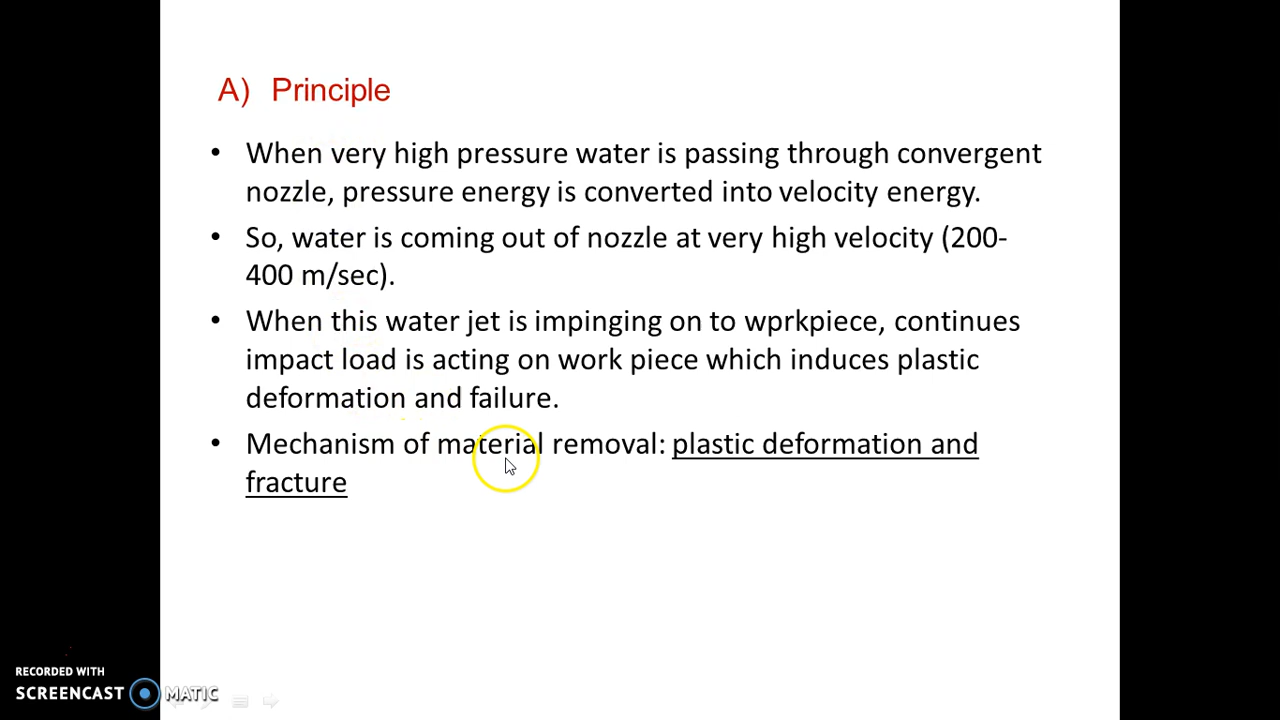 A) Principle
• When very high pressure water is passing through convergent
nozzle, pressure energy is converted into velocity energy.
• So, water is coming out of nozzle at very high velocity (200-
400 m/sec).
• When this water jet is impinging on to wprkpiece, continues
impact load is acting on work piece which induces plastic
deformation and failure.
• Mechanism of material removal: plastic deformation and
fracture
RECORDED WITH
SCREENCAST MATIC